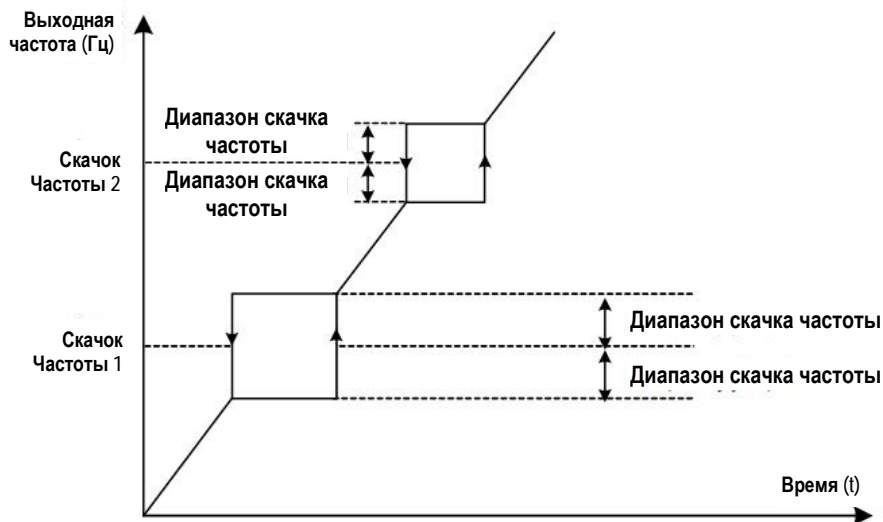 Выходная
частота (Гц)
Диапазон скачка
частоты
Скачок
Частоты 2
Диапазон скачка
частоты
Диапазон скачка частоты
Скачок
Частоты 1
Диапазон скачка частоты
Время (t)